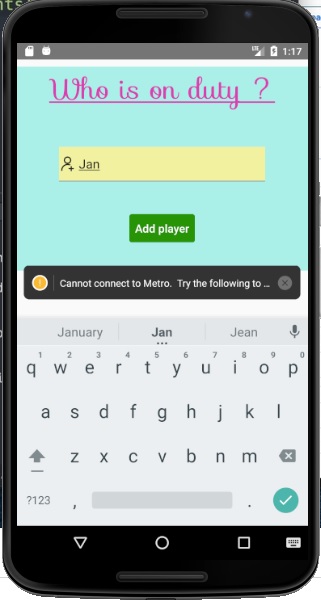 LTE 1:17
Who is on duty ?
Jan
Add player
Cannot connect to Metro. Try the following to ...
January Jan Jean
1 2 3 4 5 6 7 8 9 0
q w e r t y u i o p
a s d f g h j k l
z x c v b n m
?123 , .